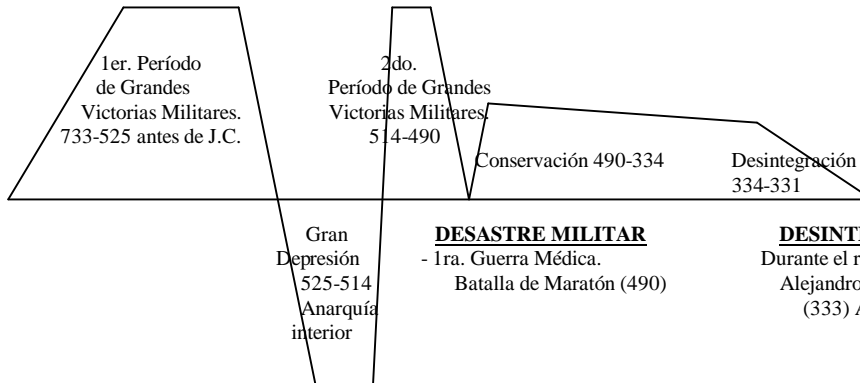 1er. Período
de Grandes
Victorias Militares.
733-525 antes de J.C.
2do.
Período de Grandes
Victorias Militares.
514-490
Conservación 490-334
Desintegración
334-331
Gran
Depresión
525-514
Anarquía
interior
DESASTRE MILITAR
- 1ra. Guerra Médica.
Batalla de Maratón (490)
Durante el
Alejandro
(333)